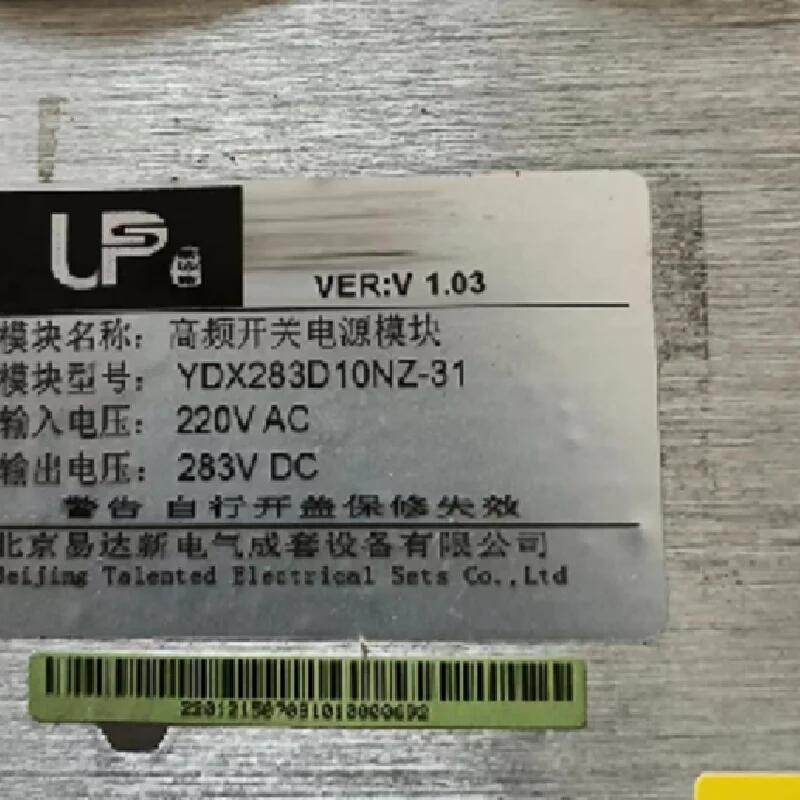 UPS
VER:V 1.03
模块名称: 高频开关电源模块
模块型号: YDX283D10NZ-31
输入电压: 220V AC
输出电压: 283V DC
警告 自行开盖保修失效
北京易达新电气成套设备有限公司
Beijing Talented Electrical Sets Co.,Ltd